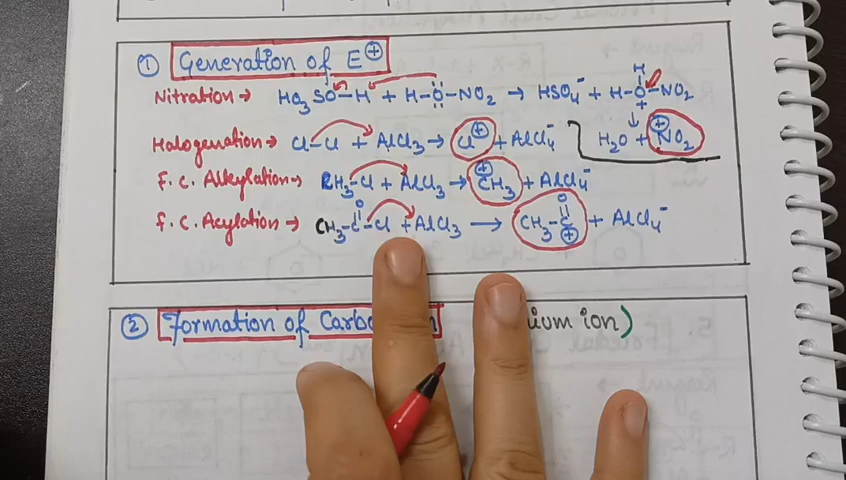 ① Generation of E⊕
Nitration → HO₃SO–H + H–Ö–NO₂ → HSO₄⁻ + H–O–NO₂
H
+
↓
H₂O + NO₂
⊕
Halogenation → Cl–Cl + AlCl₃ → Cl⊕ + AlCl₄⁻
F.C. Alkylation → CH₃–Cl + AlCl₃ → ⊕CH₃ + AlCl₄⁻
F.C. Acylation → CH₃–C–Cl + AlCl₃ → CH₃–C⊕ + AlCl₄⁻
O O
② Formation of Carbo nium ion)